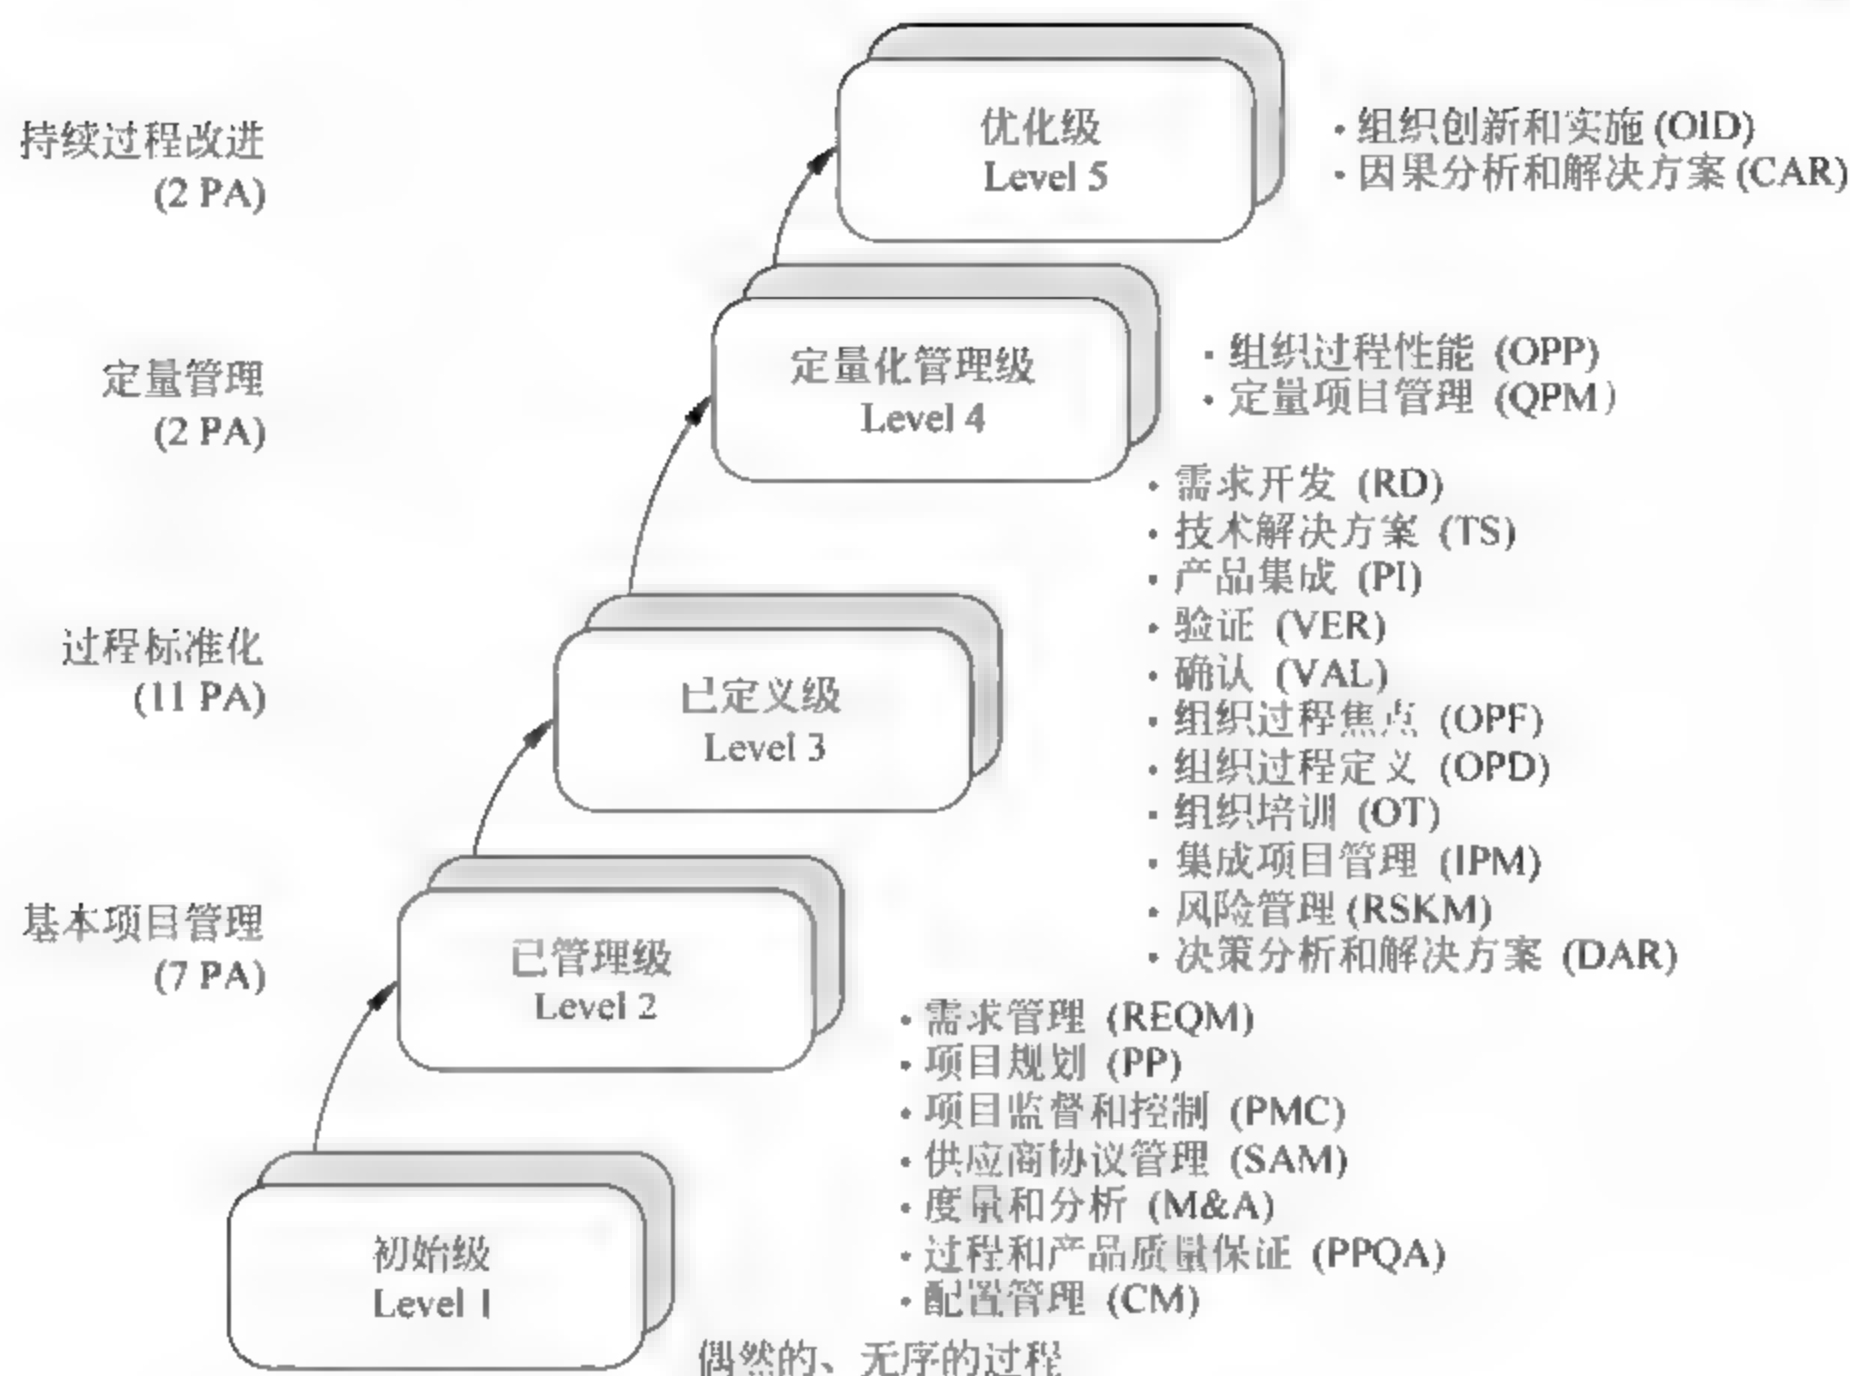 持续过程改进
(2 PA)
优化级
Level 5
· 组织创新和实施 (OID)
· 因果分析和解决方案 (CAR)
定量管理
(2 PA)
定量化管理级
Level 4
· 组织过程性能 (OPP)
· 定量项目管理 (QPM)
过程标准化
(11 PA)
已定义级
Level 3
· 需求开发 (RD)
· 技术解决方案 (TS)
· 产品集成 (PI)
· 验证 (VER)
· 确认 (VAL)
· 组织过程焦点 (OPF)
· 组织过程定义 (OPD)
· 组织培训 (OT)
· 集成项目管理 (IPM)
· 风险管理 (RSKM)
· 决策分析和解决方案 (DAR)
基本项目管理
(7 PA)
已管理级
Level 2
· 需求管理 (REQM)
· 项目规划 (PP)
· 项目监督和控制 (PMC)
· 供应商协议管理 (SAM)
· 度量和分析 (M&A)
· 过程和产品质量保证 (PPQA)
· 配置管理 (CM)
初始级
Level 1
偶然的、无序的过程